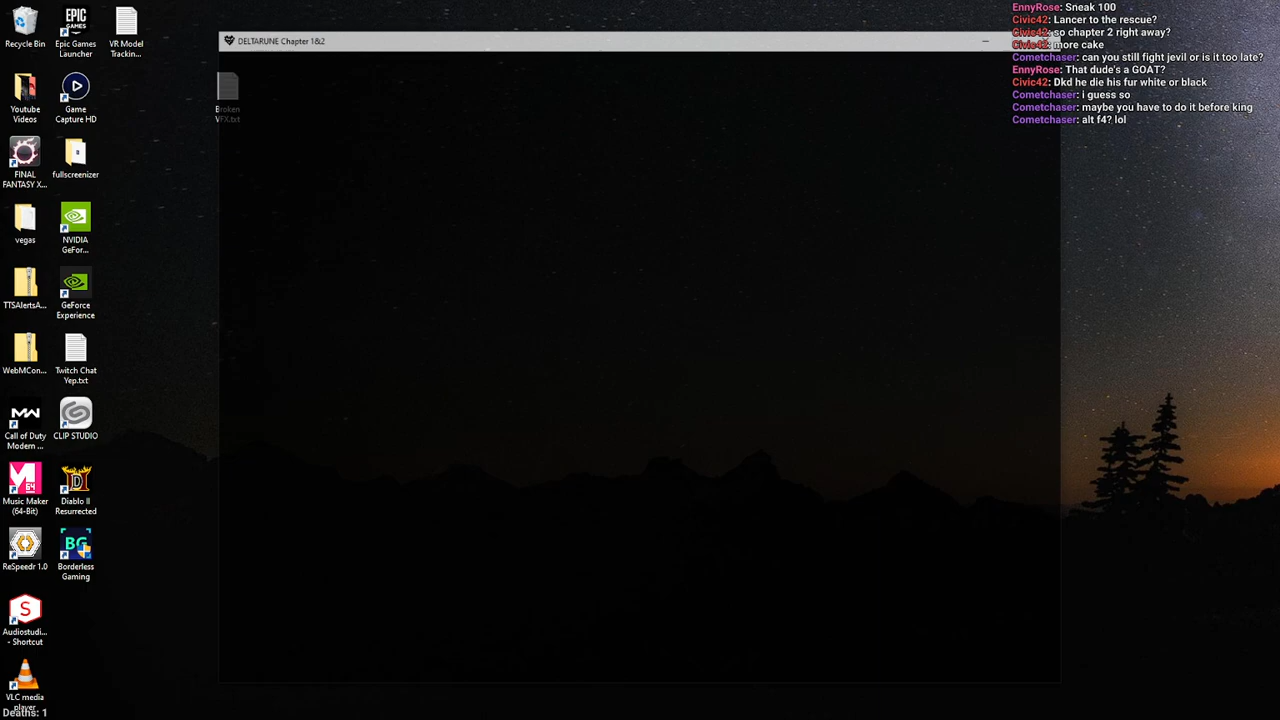 Recycle Bin
Epic Games
Launcher
VR Model
Trackin...
Youtube
Videos
Game
Capture HD
FINAL
FANTASY X...
fullscreenizer
vegas
NVIDIA
GeFor...
TTSAlertsA...
GeForce
Experience
WebMCon...
Twitch Chat
Yep.txt
Call of Duty
Modern ...
CLIP STUDIO
Music Maker
(64-Bit)
Diablo II
Resurrected
ReSpeedr 1.0
Borderless
Gaming
Audiostudi...
- Shortcut
VLC media
player
Deaths: 1
DELTARUNE Chapter 1&2
Broken
VFX.txt
EnnyRose: Sneak 100
Civic42: Lancer to the rescue?
Civic42: so chapter 2 right away?
Civic42: more cake
Cometchaser: can you still fight jevil or is it too late?
EnnyRose: That dude's a GOAT?
Civic42: Dkd he die his fur white or black
Cometchaser: i guess so
Cometchaser: maybe you have to do it before king
Cometchaser: alt f4? lol